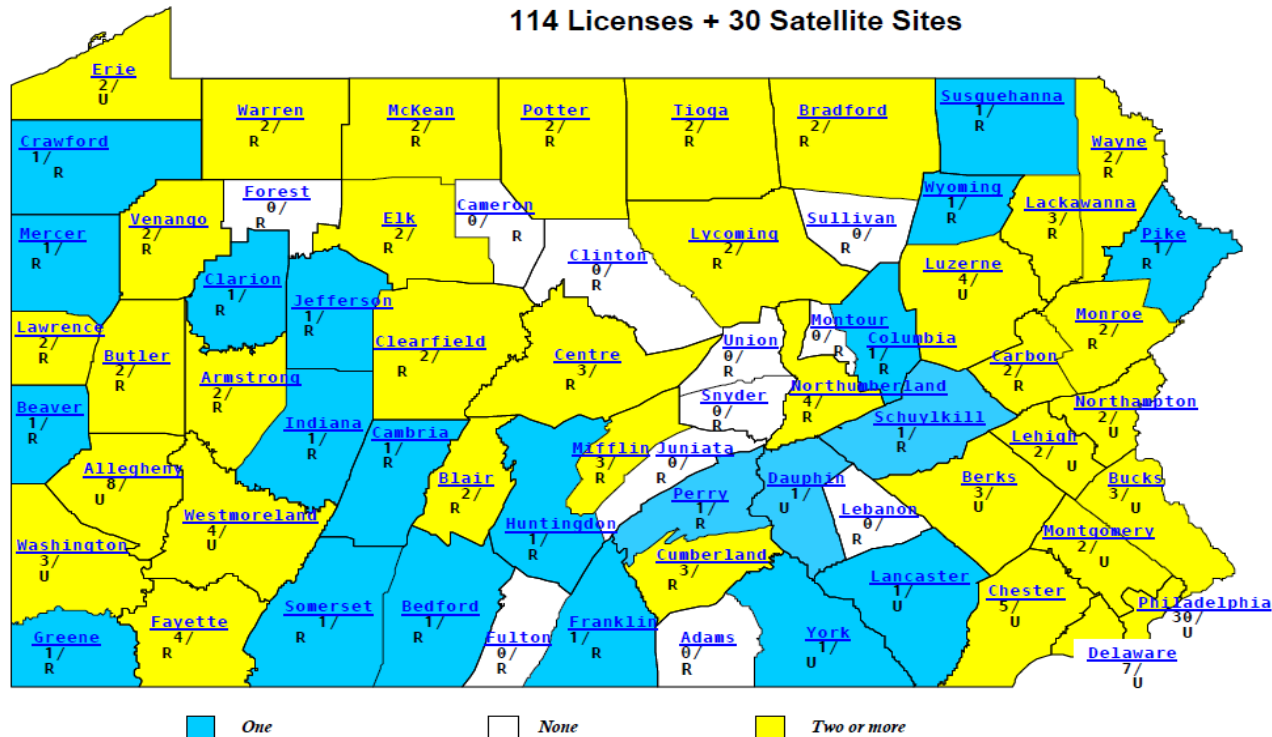 114 Licenses + 30 Satellite Sites
Erie
2/
U
Warren
2/
R
McKean
2/
R
Potter
2/
R
Tioga
2/
R
Bradford
2/
R
Susquehanna
1/
R
Crawford
1/
R
Wayne
2/
R
Forest
0/
R
Cameron
0/
R
Wyoming
1/
R
Lackawanna
3/
R
Venango
2/
R
Elk
2/
R
Sullivan
0/
R
Mercer
1/
R
Lycoming
2/
R
Pike
1/
R
Clinton
0/
R
Luzerne
4/
U
Clarion
1/
R
Jefferson
1/
R
Lawrence
2/
R
Butler
2/
R
Clearfield
2/
R
Centre
3/
R
Union
0/
R
Montour
0/
R
Columbia
1/
R
Monroe
2/
R
Carbon
2/
R
Armstrong
2/
R
Snyder
0/
R
Northumberland
4/
R
Northampton
2/
U
Beaver
1/
R
Indiana
1/
R
Cambria
1/
R
Schuylkill
1/
R
Lehigh
2/
U
Mifflin
3/
R
Juniata
0/
R
Allegheny
8/
U
Blair
2/
R
Perry
1/
R
Dauphin
1/
U
Lebanon
0/
R
Berks
3/
U
Bucks
3/
U
Westmoreland
4/
U
Huntingdon
1/
R
Montgomery
2/
U
Washington
3/
U
Cumberland
3/
R
Lancaster
1/
U
Chester
5/
U
Philadelphia
30/
U
Greene
1/
R
Fayette
4/
R
Somerset
1/
R
Bedford
1/
R
Fulton
0/
R
Franklin
1/
R
Adams
0/
R
York
1/
U
Delaware
7/
U
One
None
Two or more